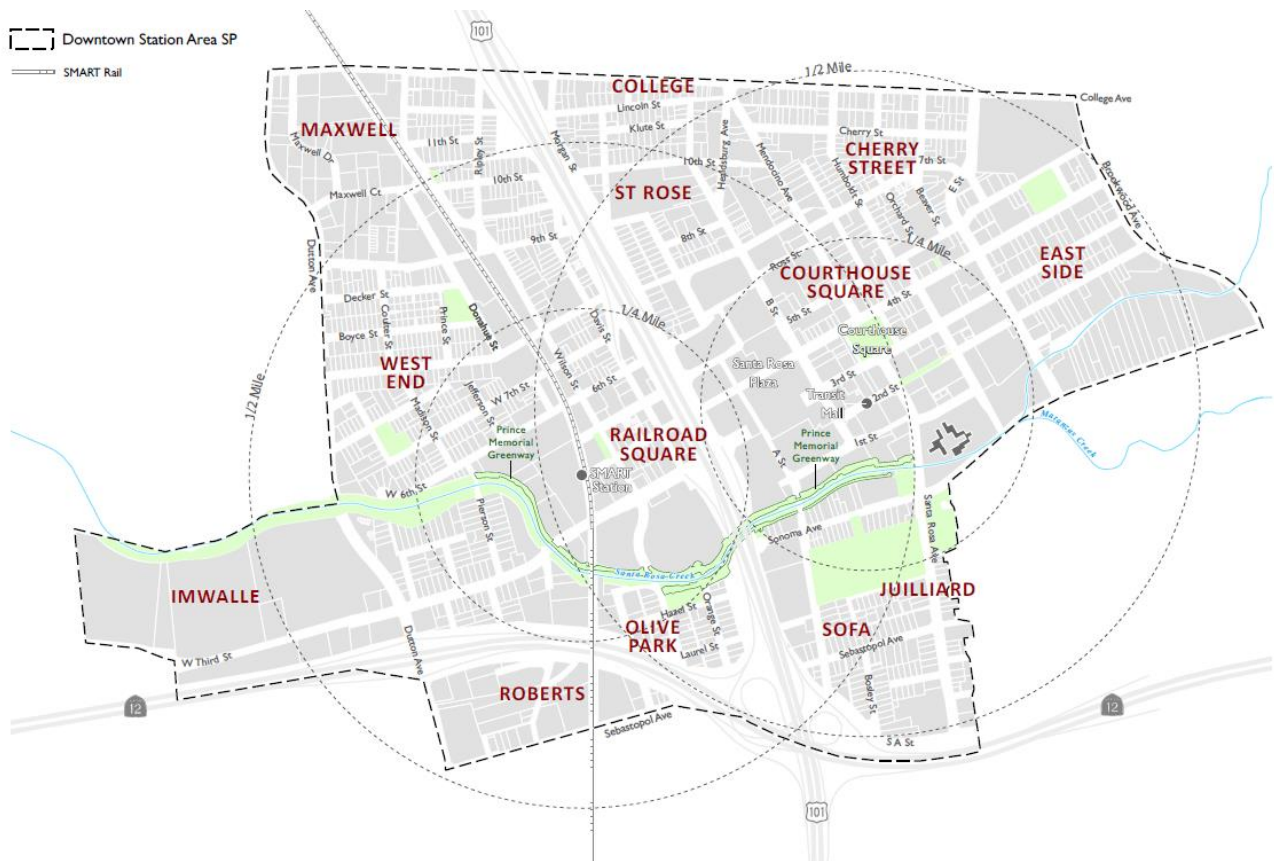 Downtown Station Area SP
SMART Rail
101
1/2 Mile
College Ave
COLLEGE
Lincoln St
Klute St
MAXWELL
Maxwell Dr
11th St
Ripley St
Morgan St
10th St
Healdsburg Ave
Mendocino Ave
Cherry St
CHERRY
STREET
7th St
Humboldt St
Orchard St
Beaver St
E St
Brookwood Ave
10th St
Maxwell Ct
ST ROSE
9th St
8th St
Ross St
1/4 Mile
EAST
SIDE
Dutton Ave
COURTHOUSE
SQUARE
Decker St
Coulter St
Prince St
Donahue St
Boyce St
1/4 Mile
Davis St
B St
5th St
4th St
Courthouse
Square
WEST
END
Wilson St
6th St
Santa Rosa
Plaza
3rd St
2nd St
Transit
Mall
1/2 Mile
Madison St
Jefferson St
W 7th St
Prince
Memorial
Greenway
RAILROAD
SQUARE
Prince
Memorial
Greenway
A St
1st St
Matanzas Creek
SMART
Station
W 6th St
Pierson St
Sonoma Ave
Santa Rosa Ave
Santa Rosa Creek
IMWALLE
JUILLIARD
Hazel St
Orange St
OLIVE
PARK
Laurel St
SOFA
Sebastopol Ave
Bosley St
W Third St
Dutton Ave
ROBERTS
Sebastopol Ave
S A St
12
12
101